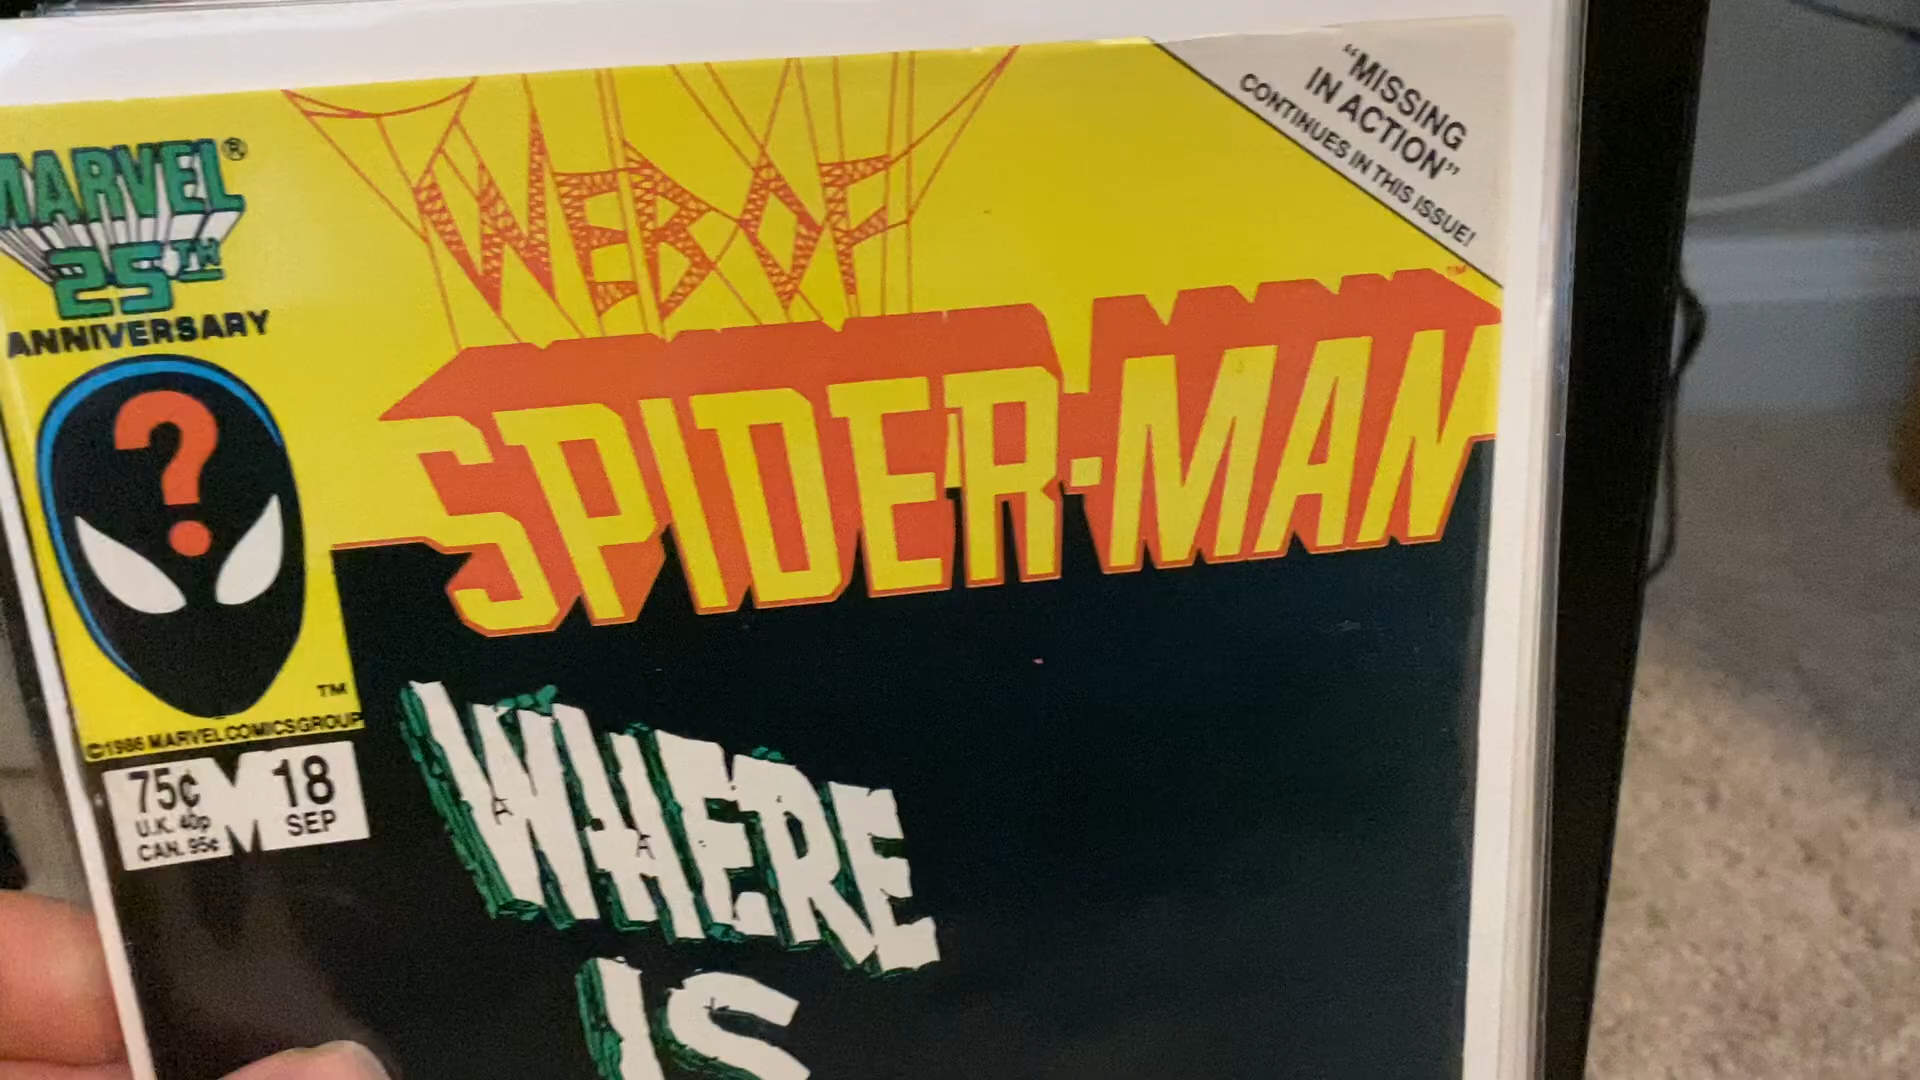 "MISSING
IN ACTION"
CONTINUES IN THIS ISSUE!
MARVEL®
25TH
ANNIVERSARY
WEB OF
SPIDER-MAN
TM
?
TM
©1986 MARVEL COMICS GROUP
75¢
U.K. 40p
CAN. 95¢
M
18
SEP
WHERE
IS